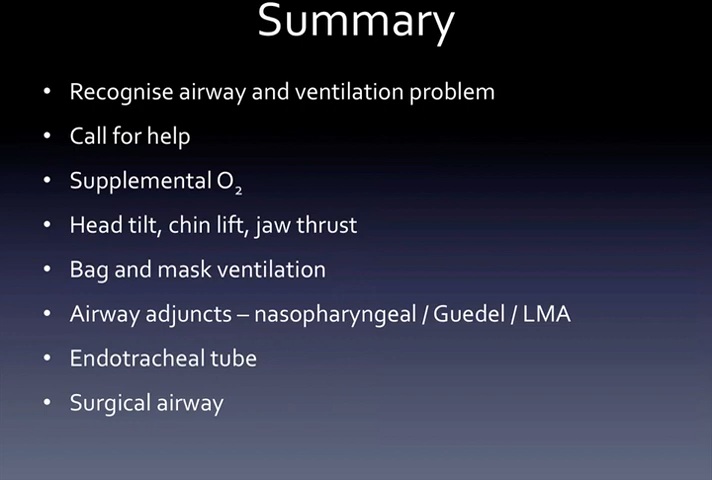 Summary
• Recognise airway and ventilation problem
• Call for help
• Supplemental O₂
• Head tilt, chin lift, jaw thrust
• Bag and mask ventilation
• Airway adjuncts – nasopharyngeal / Guedel / LMA
• Endotracheal tube
• Surgical airway